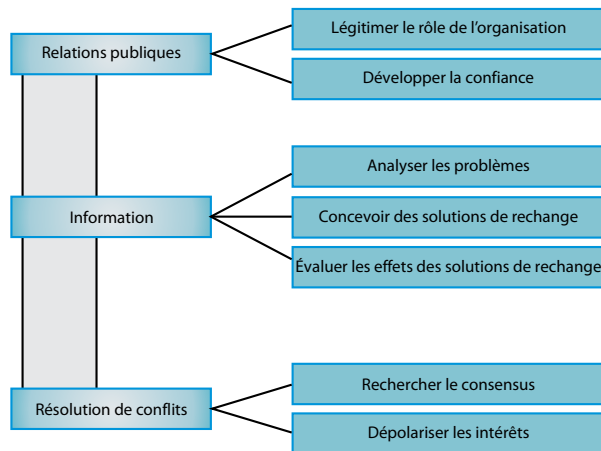 Relations publiques
Légitimer le rôle de l’organisation
Développer la confiance
Information
Analyser les problèmes
Concevoir des solutions de rechange
Évaluer les effets des solutions de rechange
Résolution de conflits
Rechercher le consensus
Dépolariser les intérêts